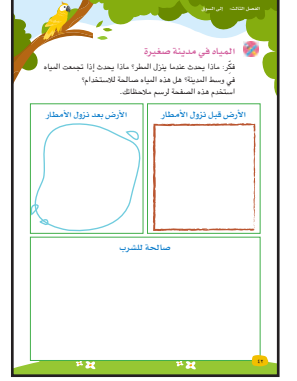 الفصل الثالث: إلى السوق
المياه في مدينة صغيرة
فكّر: ماذا يحدث عندما ينزل المطر؟ ماذا يحدث إذا تجمعت المياه
في وسط المدينة؟ هل هذه المياه صالحة للاستخدام؟
استخدم هذه الصفحة لرسم ملاحظاتك.
الأرض قبل نزول الأمطار
الأرض بعد نزول الأمطار
صالحة للشرب
٤٢